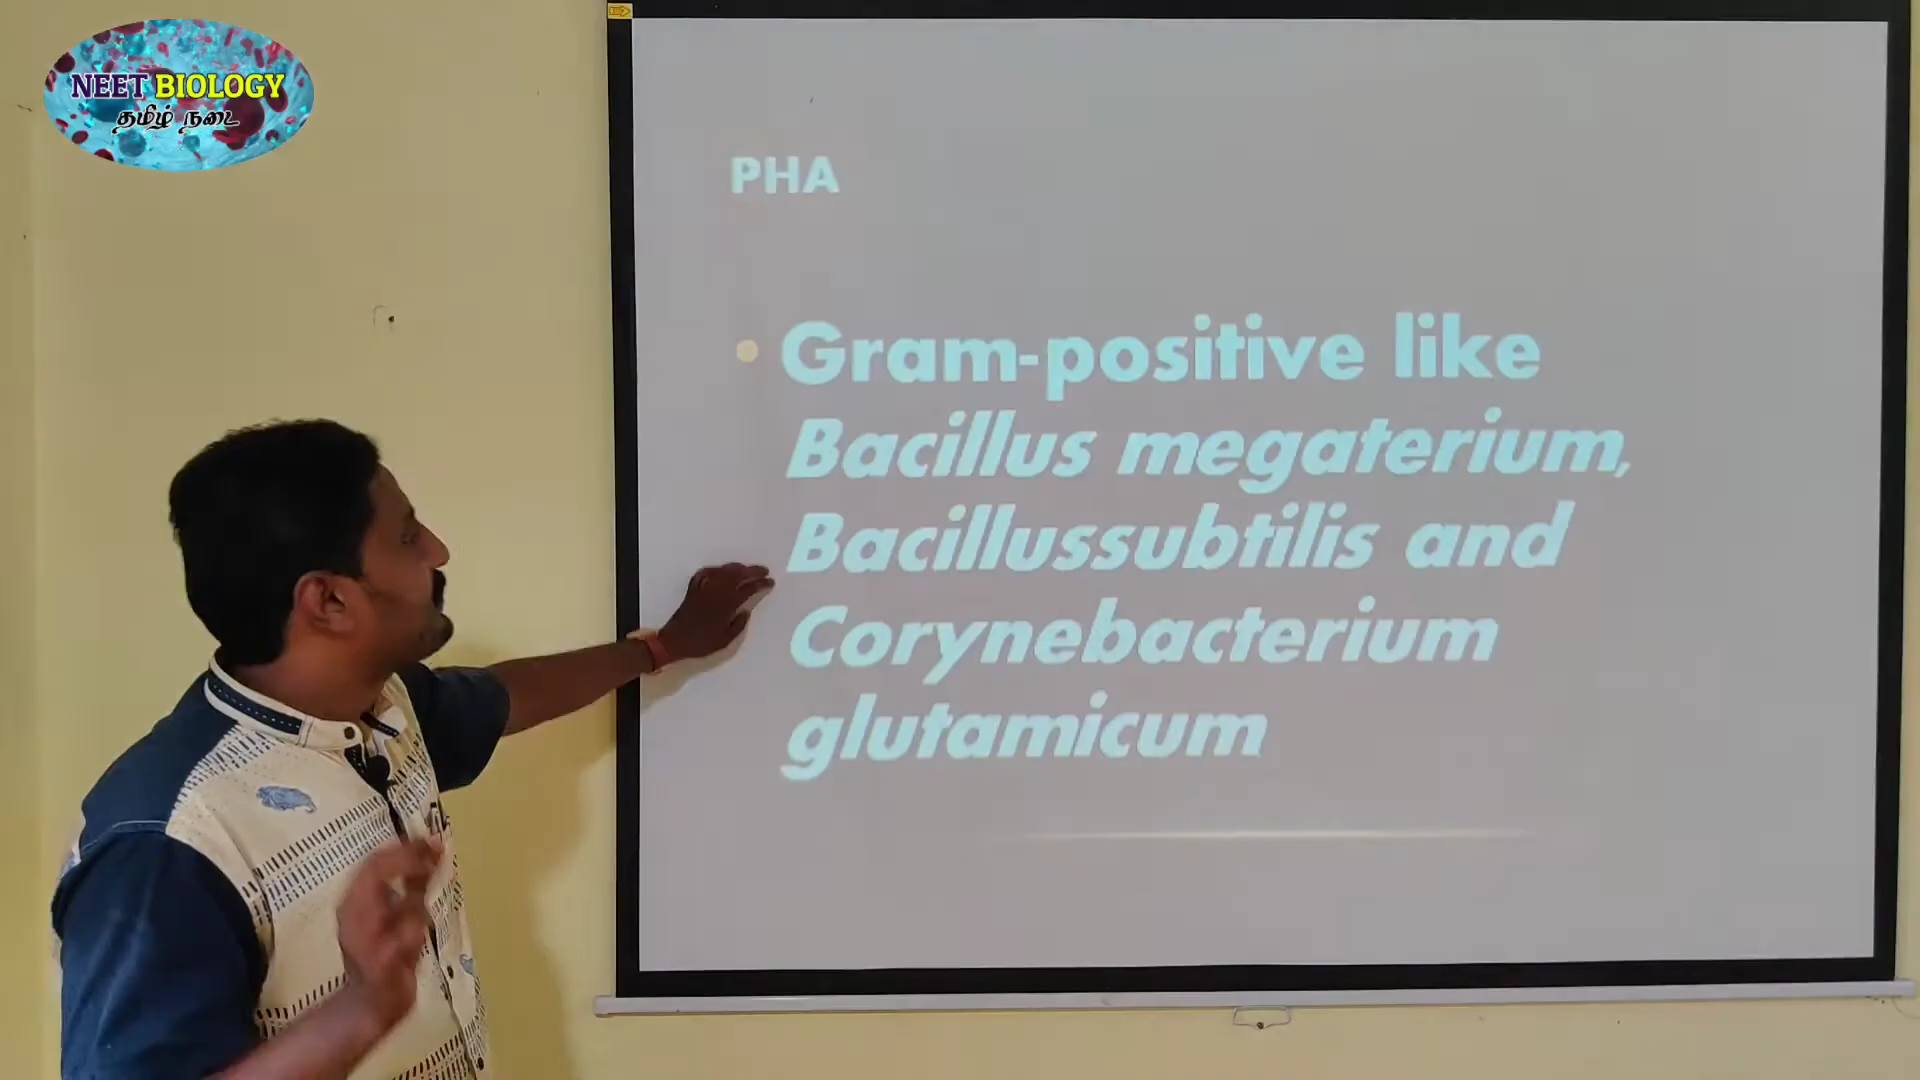 NEET BIOLOGY
தமிழ் நடை
PHA
• Gram-positive like
Bacillus megaterium,
Bacillussubtilis and
Corynebacterium
glutamicum